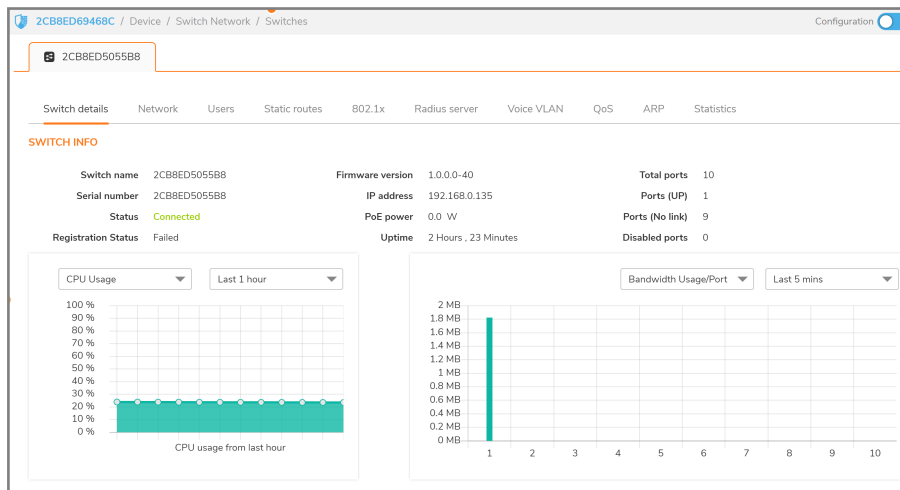 2CB8ED69468C / Device / Switch Network / Switches Configuration
2CB8ED5055B8
Switch details Network Users Static routes 802.1x Radius server Voice VLAN QoS ARP Statistics
SWITCH INFO
Switch name 2CB8ED5055B8 Firmware version 1.0.0.0-40 Total ports 10
Serial number 2CB8ED5055B8 IP address 192.168.0.135 Ports (UP) 1
Status Connected PoE power 0.0 W Ports (No link) 9
Registration Status Failed Uptime 2 Hours , 23 Minutes Disabled ports 0
CPU Usage Last 1 hour
100 %
90 %
80 %
70 %
60 %
50 %
40 %
30 %
20 %
10 %
0 %
CPU usage from last hour
Bandwidth Usage/Port Last 5 mins
2 MB
1.8 MB
1.6 MB
1.4 MB
1.2 MB
1 MB
0.8 MB
0.6 MB
0.4 MB
0.2 MB
0 MB
1 2 3 4 5 6 7 8 9 10